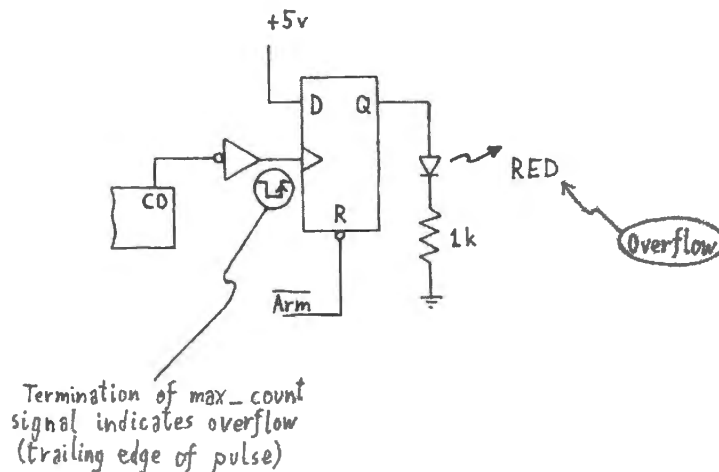 +5v
D Q
CO
RED
R
1k
Overflow
Arm
Termination of max_count
signal indicates overflow
(trailing edge of pulse)